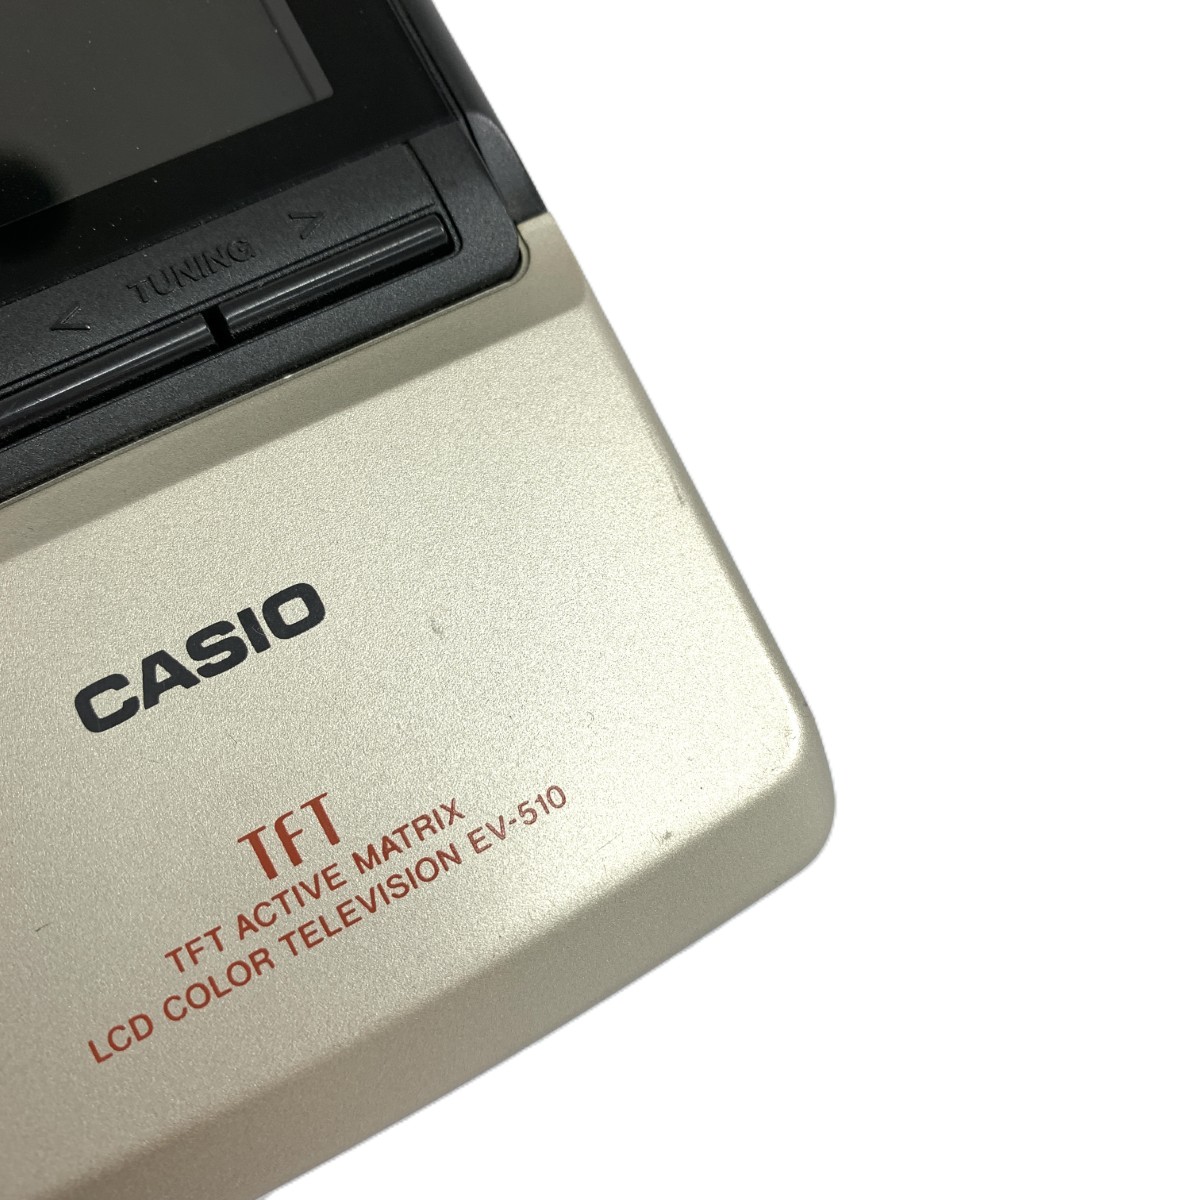 < TUNING >
CASIO
TFT
TFT ACTIVE MATRIX
LCD COLOR TELEVISION EV-510